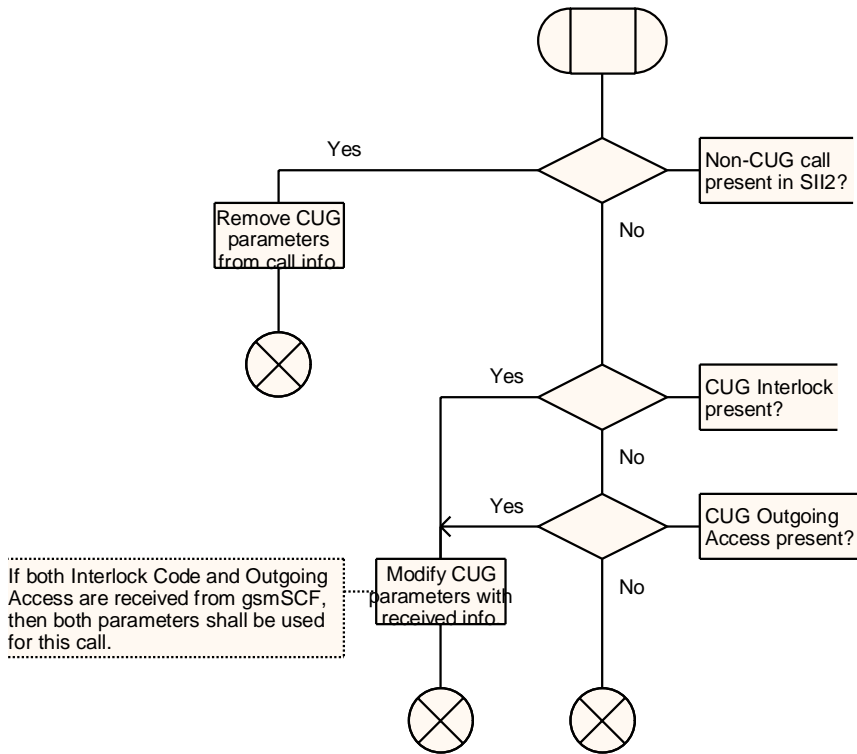 Yes
Non-CUG call
present in SII2?
Remove CUG
parameters
from call info
No
Yes
CUG Interlock
present?
No
Yes
CUG Outgoing
Access present?
If both Interlock Code and Outgoing
Access are received from gsmSCF,
then both parameters shall be used
for this call.
Modify CUG
parameters with
received info
No